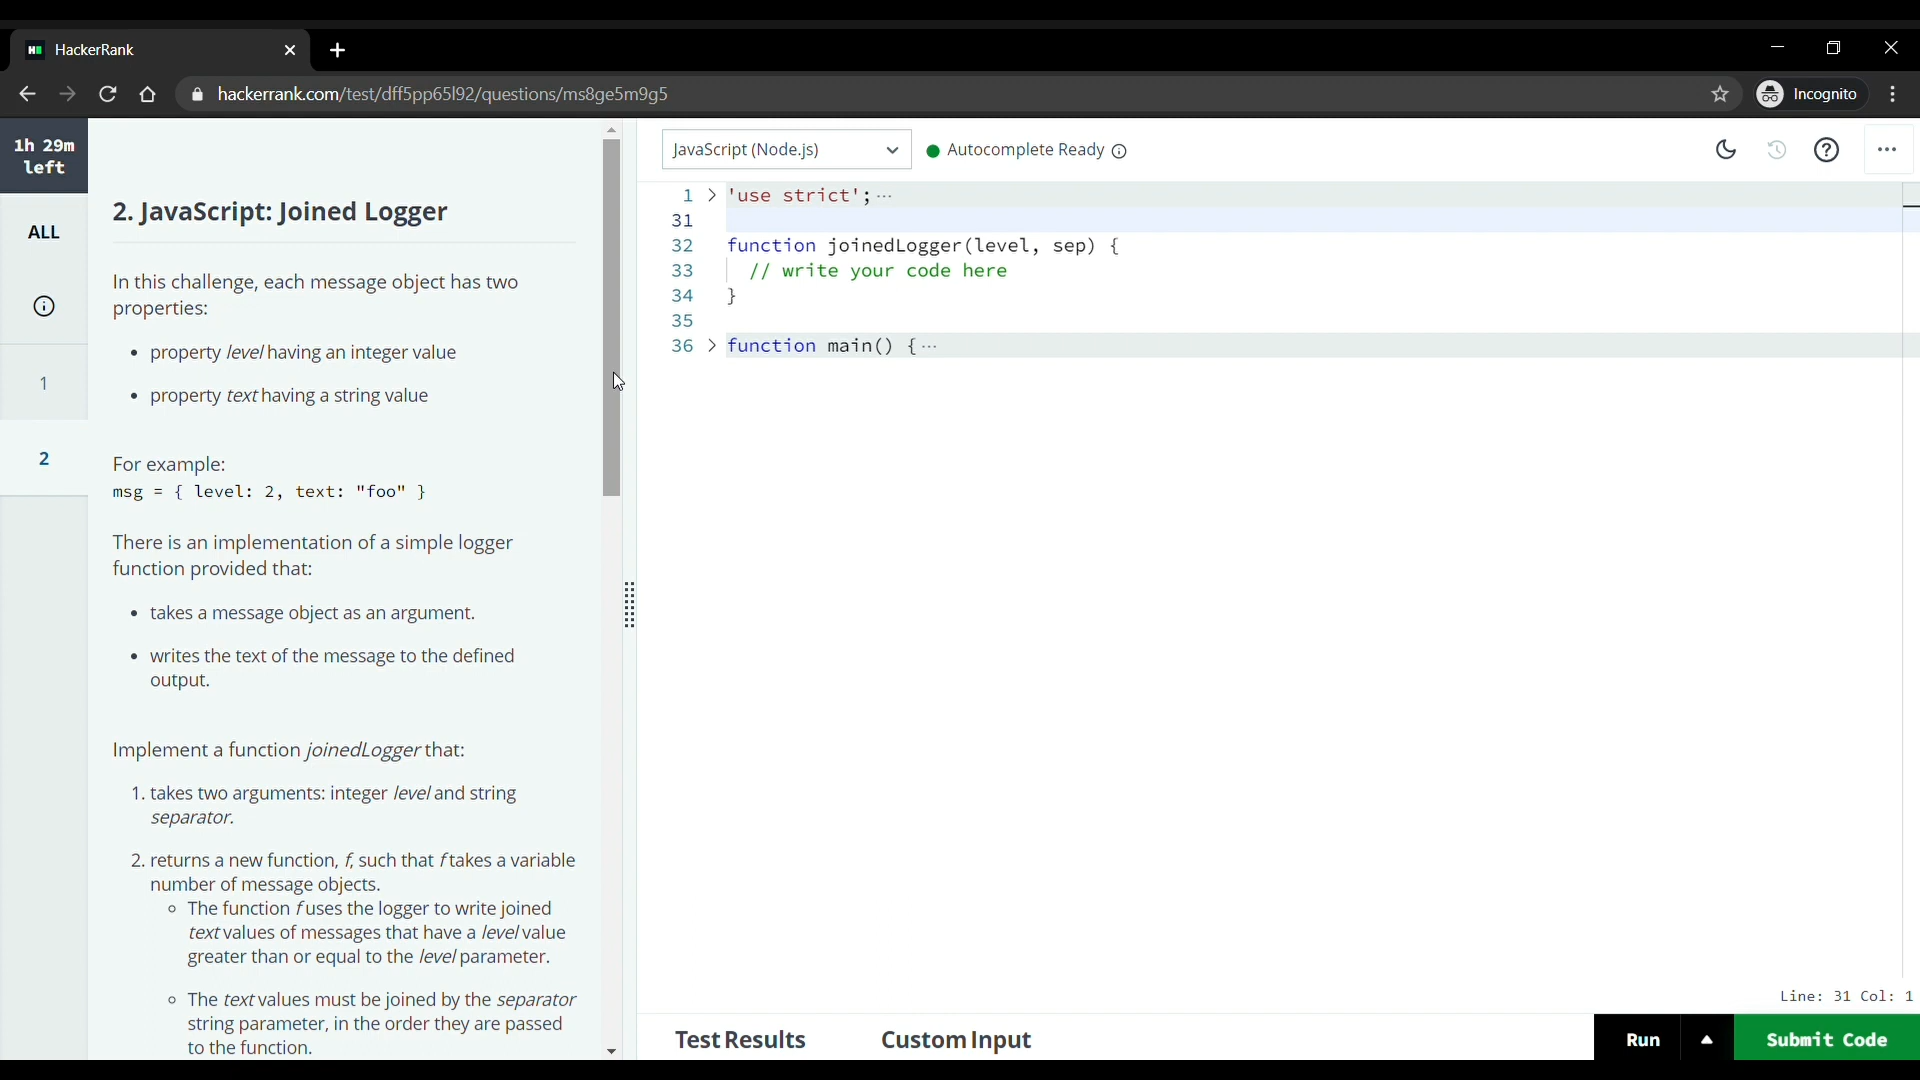 HackerRank
hackerrank.com/test/dff5pp65l92/questions/ms8ge5m9g5
Incognito
1h 29m
left
ALL
1
2
2. JavaScript: Joined Logger
In this challenge, each message object has two
properties:
• property level having an integer value
• property text having a string value
For example:
msg = { level: 2, text: "foo" }
There is an implementation of a simple logger
function provided that:
• takes a message object as an argument.
• writes the text of the message to the defined
output.
Implement a function joinedLogger that:
1. takes two arguments: integer level and string
separator.
2. returns a new function, f, such that f takes a variable
number of message objects.
The function f uses the logger to write joined
text values of messages that have a level value
greater than or equal to the level parameter.
The text values must be joined by the separator
string parameter, in the order they are passed
to the function.
JavaScript (Node.js)
Autocomplete Ready
1 'use strict'; ...
31
32 function joinedLogger(level, sep) {
33 // write your code here
34 }
35
36 function main() { ...
Line: 31 Col: 1
Test Results
Custom Input
Run
Submit Code